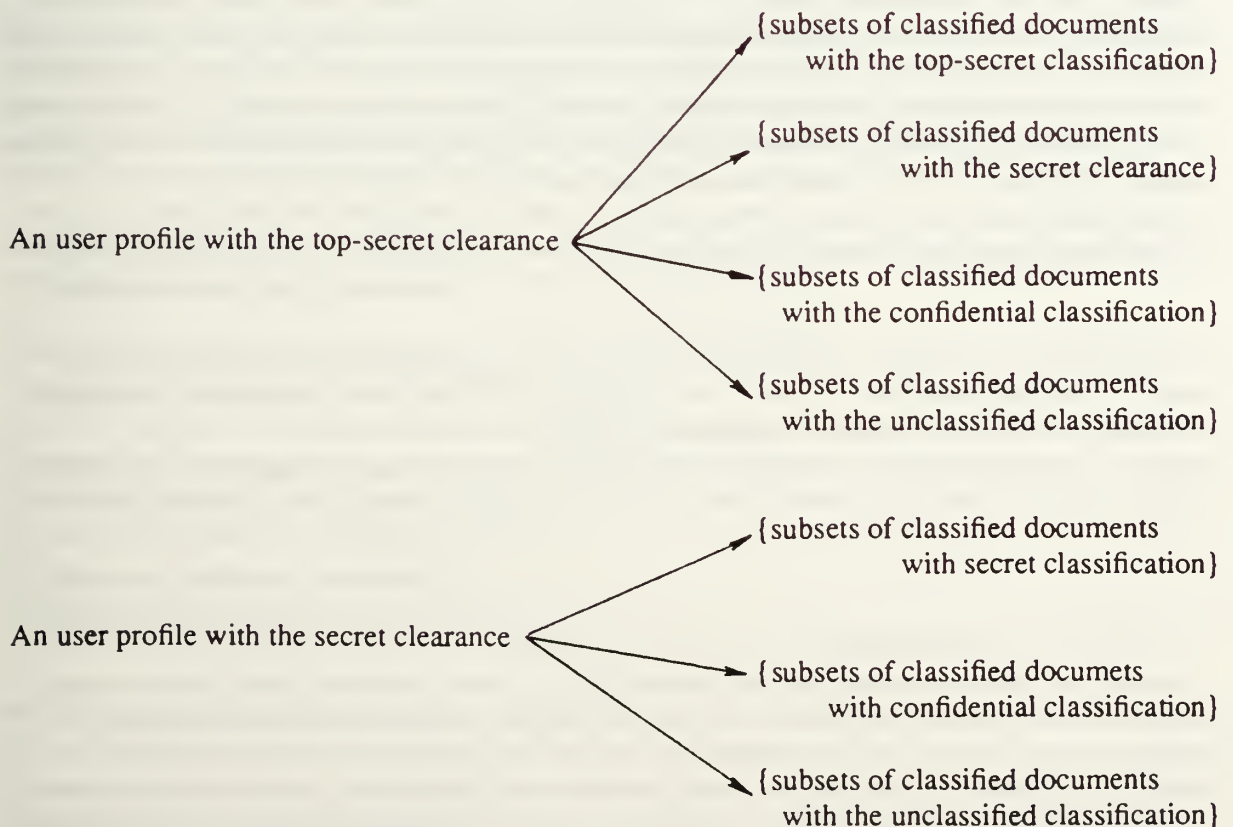 {subsets of classified documents
with the top-secret classification}
{subsets of classified documents
with the secret clearance}
An user profile with the top-secret clearance
{subsets of classified documents
with the confidential classification}
{subsets of classified documents
with the unclassified classification}
{subsets of classified documents
with secret classification}
An user profile with the secret clearance
{subsets of classified documets
with confidential classification}
{subsets of classified documents
with the unclassified classification}